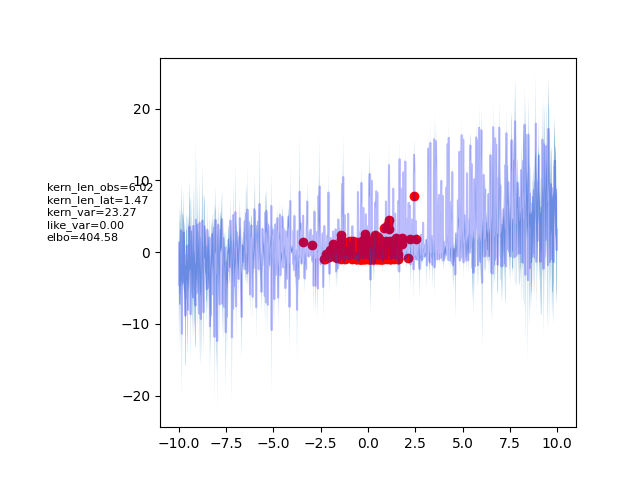 20
10
0
−10
−20
kern_len_obs=6.02
kern_len_lat=1.47
kern_var=23.27
like_var=0.00
elbo=404.58
−10.0 −7.5 −5.0 −2.5 0.0 2.5 5.0 7.5 10.0